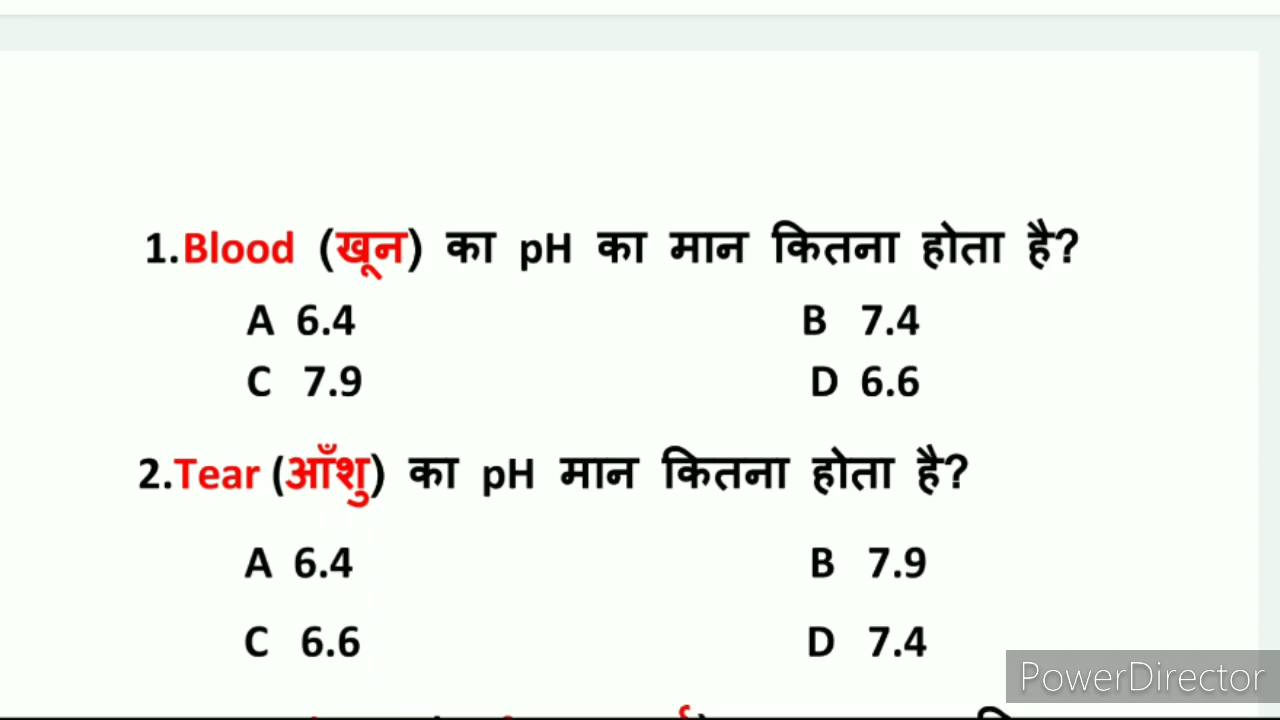 1.Blood (खून) का pH का मान कितना होता है?
A 6.4 B 7.4
C 7.9 D 6.6
2.Tear (आँशु) का pH मान कितना होता है?
A 6.4 B 7.9
C 6.6 D 7.4
PowerDirector